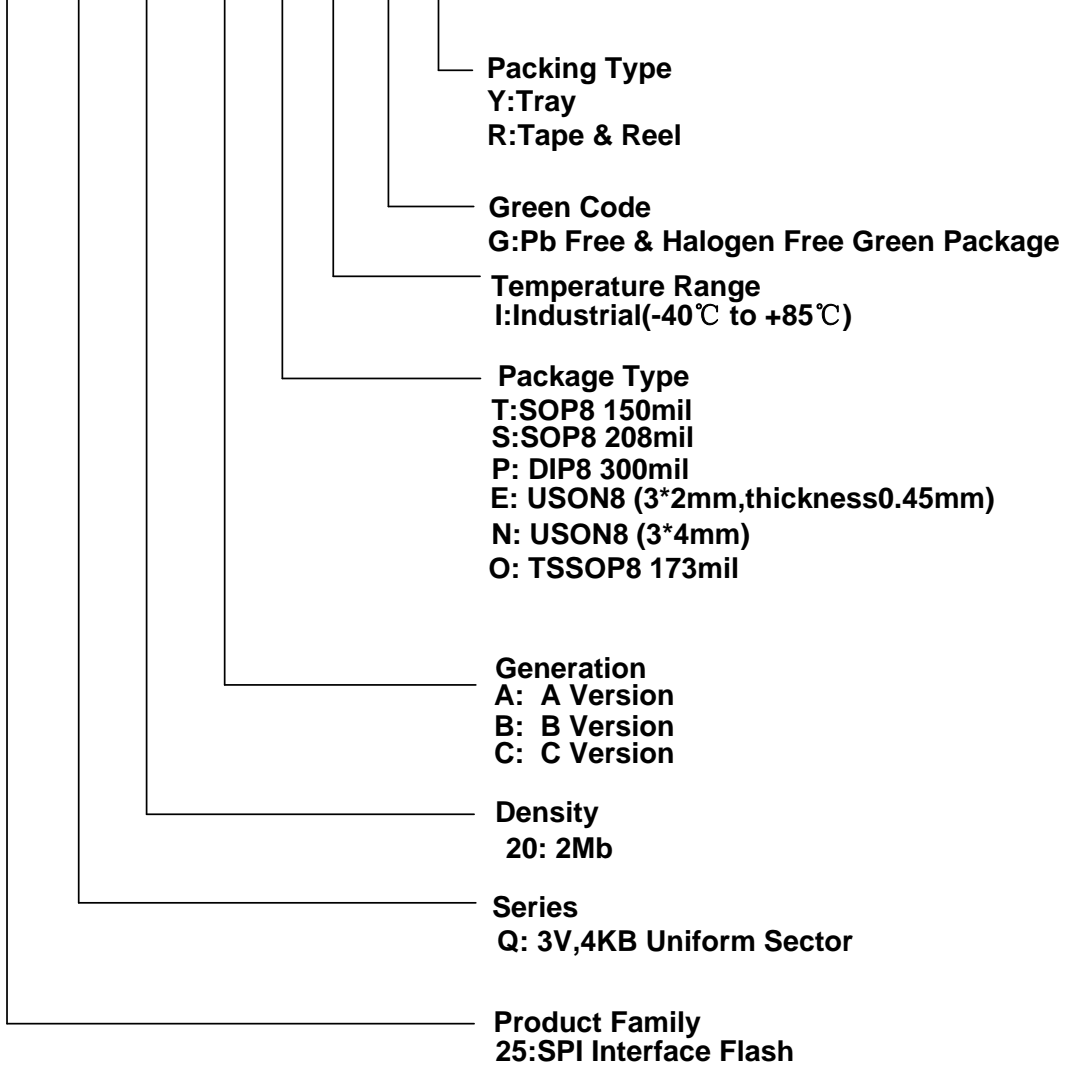 Packing Type
Y:Tray
R:Tape & Reel
Green Code
G:Pb Free & Halogen Free Green Package
Temperature Range
I:Industrial(-40℃ to +85℃)
Package Type
T:SOP8 150mil
S:SOP8 208mil
P: DIP8 300mil
E: USON8 (3*2mm,thickness0.45mm)
N: USON8 (3*4mm)
O: TSSOP8 173mil
Generation
A: A Version
B: B Version
C: C Version
Density
20: 2Mb
Series
Q: 3V,4KB Uniform Sector
Product Family
25:SPI Interface Flash